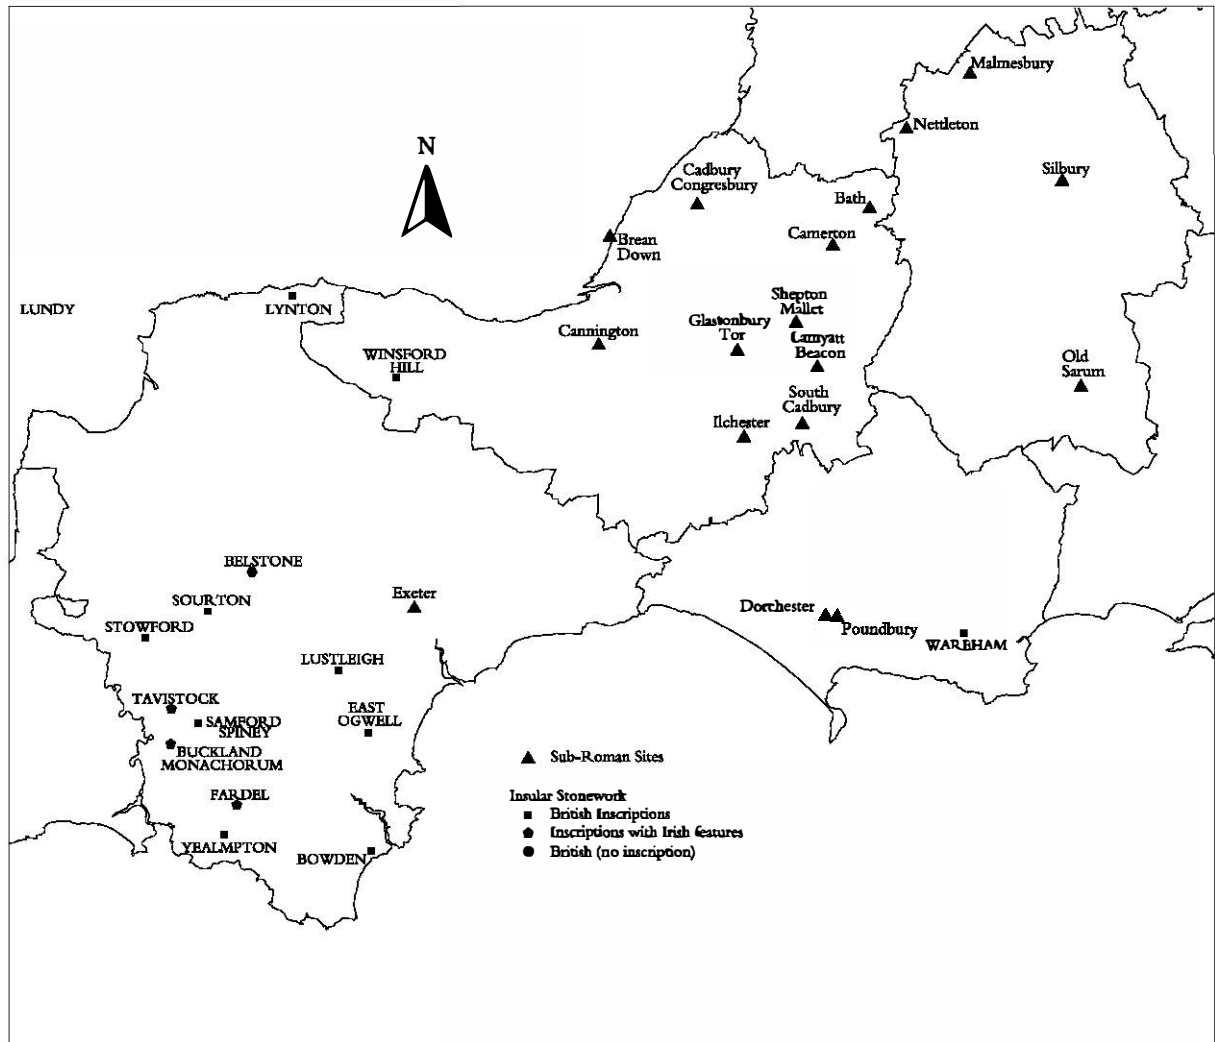 Malmesbury
Nettleton
N
Cadbury
Congresbury
Silbury
Bath
Camerton
Brean
Down
LUNDY
LYNTON
Shepton
Mallet
Glastonbury
Tor
Cannington
Lamyatt
Beacon
WINSFORD
HILL
Old
Sarum
South
Cadbury
Ilchester
BELSTONE
Exeter
SOURTON
STOWFORD
Dorchester
Poundbury
WAREHAM
LUSTLEIGH
TAVISTOCK
EAST
OGWELL
SAMFORD
SPINEY
BUCKLAND
MONACHORUM
FARDEL
YEALMPTON
BOWDEN
Sub-Roman Sites
Insular Stonework
British Inscriptions
Inscriptions with Irish features
British (no inscription)